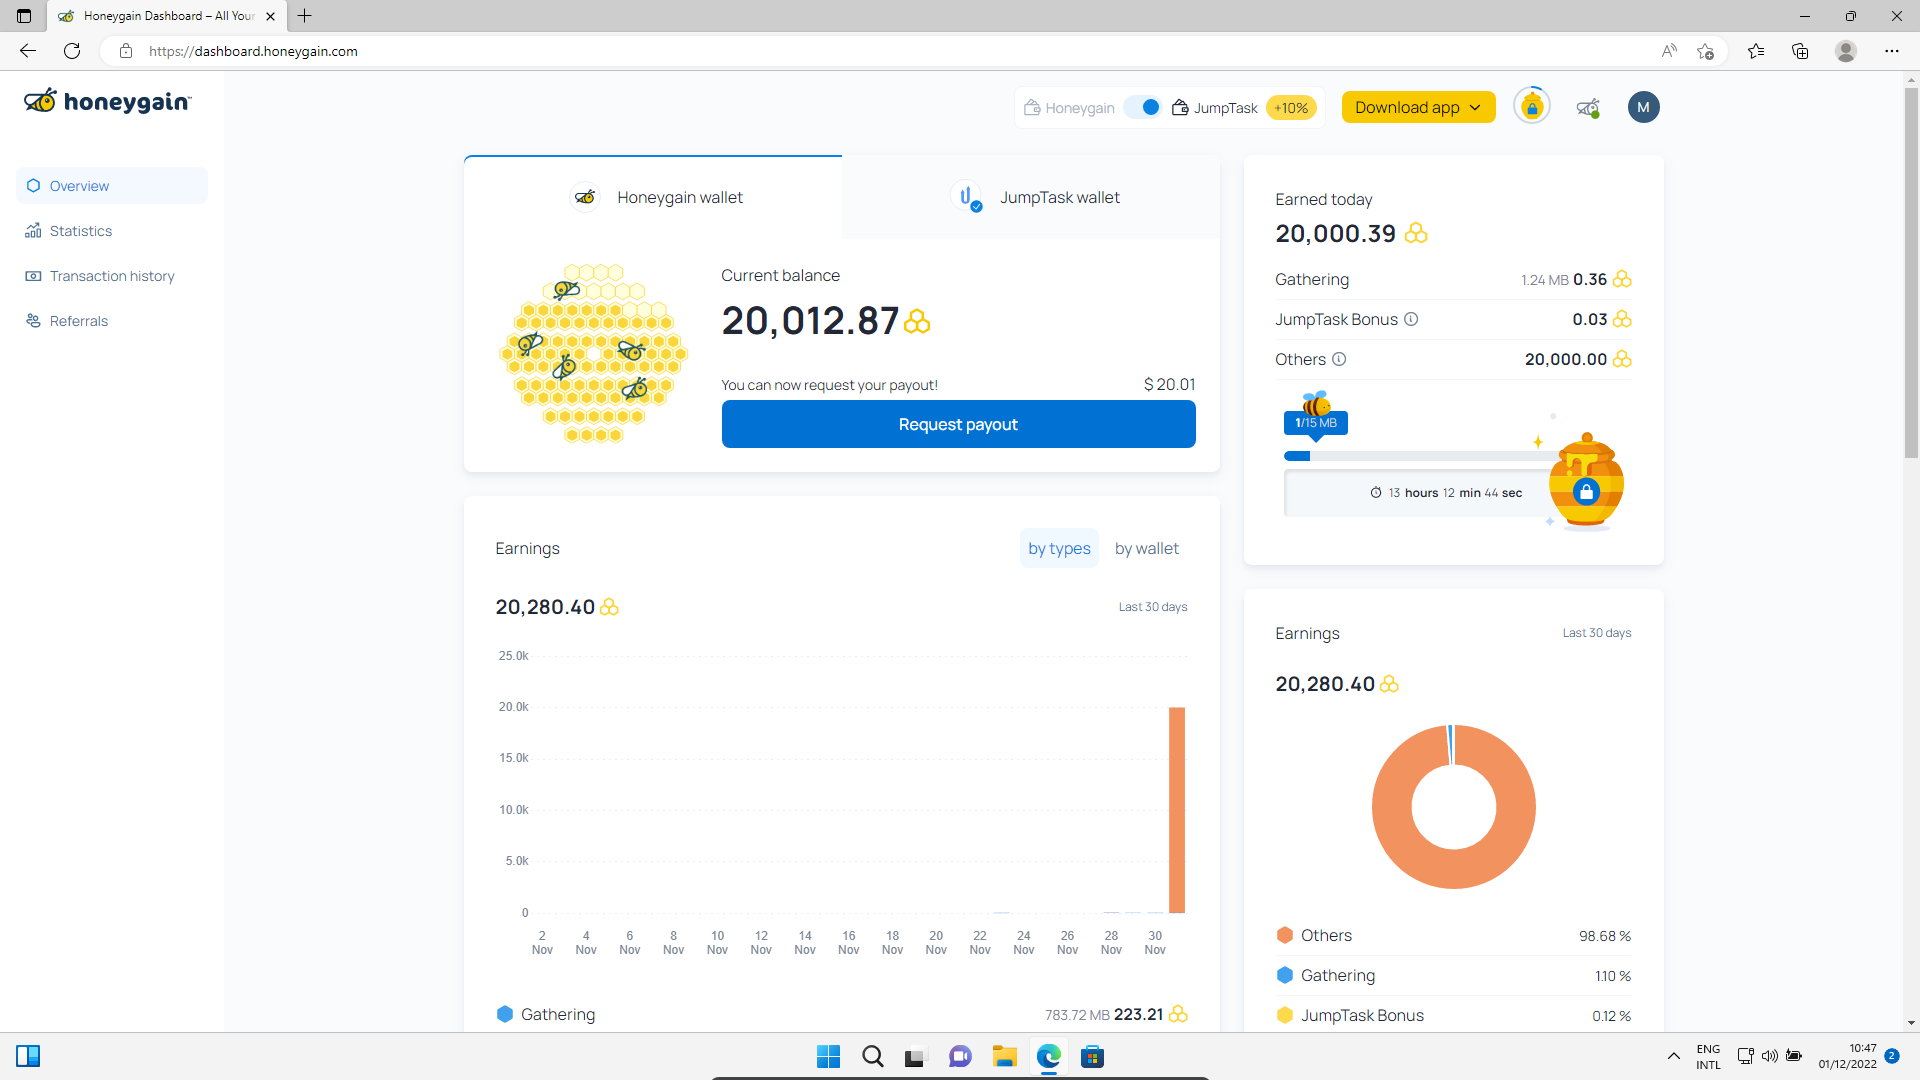 Honeygain Dashboard – All Your
https://dashboard.honeygain.com
honeygain
Honeygain
JumpTask +10%
Download app
M
Overview
Statistics
Transaction history
Referrals
Honeygain wallet
JumpTask wallet
Current balance
20,012.87
You can now request your payout!
$ 20.01
Request payout
Earned today
20,000.39
Gathering 1.24 MB 0.36
JumpTask Bonus 0.03
Others 20,000.00
1/15 MB
13 hours 12 min 44 sec
Earnings
by types by wallet
20,280.40
Last 30 days
25.0k
20.0k
15.0k
10.0k
5.0k
0
2 4 6 8 10 12 14 16 18 20 22 24 26 28 30
Nov Nov Nov Nov Nov Nov Nov Nov Nov Nov Nov Nov Nov Nov Nov
Gathering 783.72 MB 223.21
Earnings Last 30 days
20,280.40
Others 98.68 %
Gathering 1.10 %
JumpTask Bonus 0.12 %
ENG
INTL
10:47
01/12/2022
2